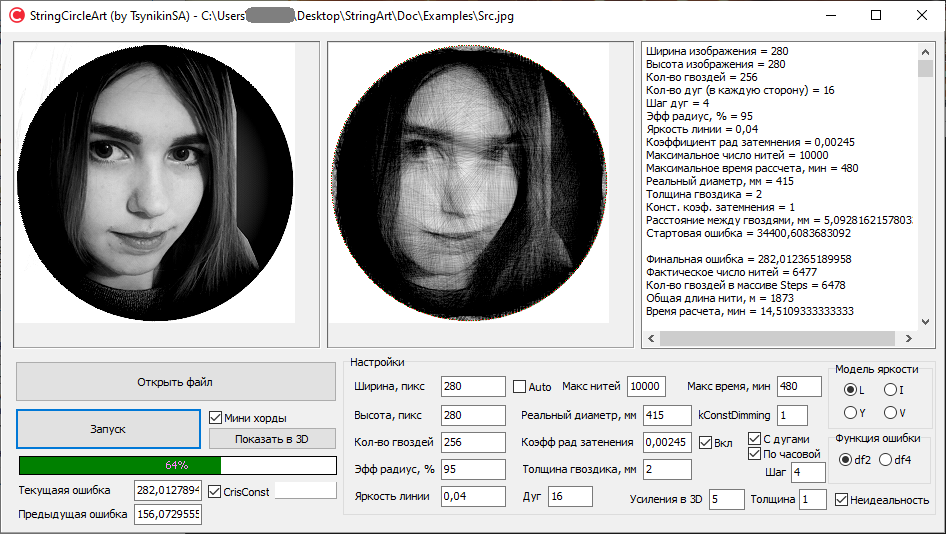 StringCircleArt (by TsynikinSA) - C:\Users\ \Desktop\StringArt\Doc\Examples\Src.jpg
Ширина изображения = 280
Высота изображения = 280
Кол-во гвоздей = 256
Кол-во дуг (в каждую сторону) = 16
Шаг дуг = 4
Эфф радиус, % = 95
Яркость линии = 0,04
Коэффициент рад затемнения = 0,00245
Максимальное число нитей = 10000
Максимальное время рассчета, мин = 480
Реальный диаметр, мм = 415
Толщина гвоздика = 2
Конст. коэф. затемнения = 1
Расстояние между гвоздями, мм = 5,0928162157803
Стартовая ошибка = 34400,6083683092
Финальная ошибка = 282,012365189958
Фактическое число нитей = 6477
Кол-во гвоздей в массиве Steps = 6478
Общая длина нити, м = 1873
Время расчета, мин = 14,5109333333333
Открыть файл
Запуск
Мини хорды
Показать в 3D
64%
Текущаяя ошибка 282,0127894
CrisConst
Предыдущая ошибка 156,0729555
Настройки
Ширина, пикс 280 Auto Макс нитей 10000 Макс время, мин 480
Высота, пикс 280 Реальный диаметр, мм 415 kConstDimming 1
Кол-во гвоздей 256 Коэфф рад затенения 0,00245 Вкл С дугами
По часовой
Эфф радиус, % 95 Толщина гвоздика, мм 2 Шаг 4
Яркость линии 0,04 Дуг 16 Усиления в 3D 5 Толщина 1 Неидеальность
Модель яркости
L I
Y V
Функция ошибки
df2 df4